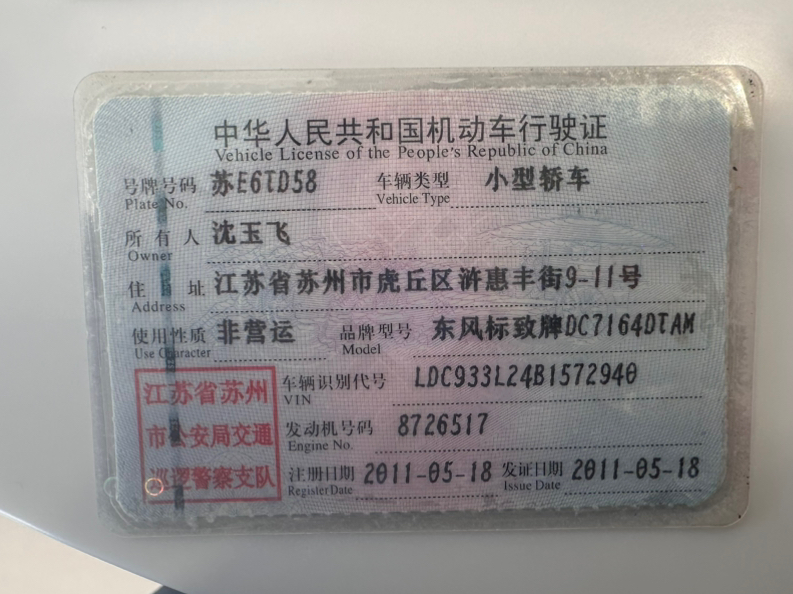 中华人民共和国机动车行驶证
Vehicle License of the People's Republic of China
号牌号码 苏E6TD58 车辆类型 小型轿车
Plate No. Vehicle Type
所有人 沈玉飞
Owner
住址 江苏省苏州市虎丘区浒惠丰街9-11号
Address
使用性质 非营运 品牌型号 东风标致牌DC7164DTAM
Use Character Model
江苏省苏州
市公安局交通
巡逻警察支队
车辆识别代号 LDC933L24B1572940
VIN
发动机号码 8726517
Engine No.
注册日期 2011-05-18 发证日期 2011-05-18
Register Date Issue Date